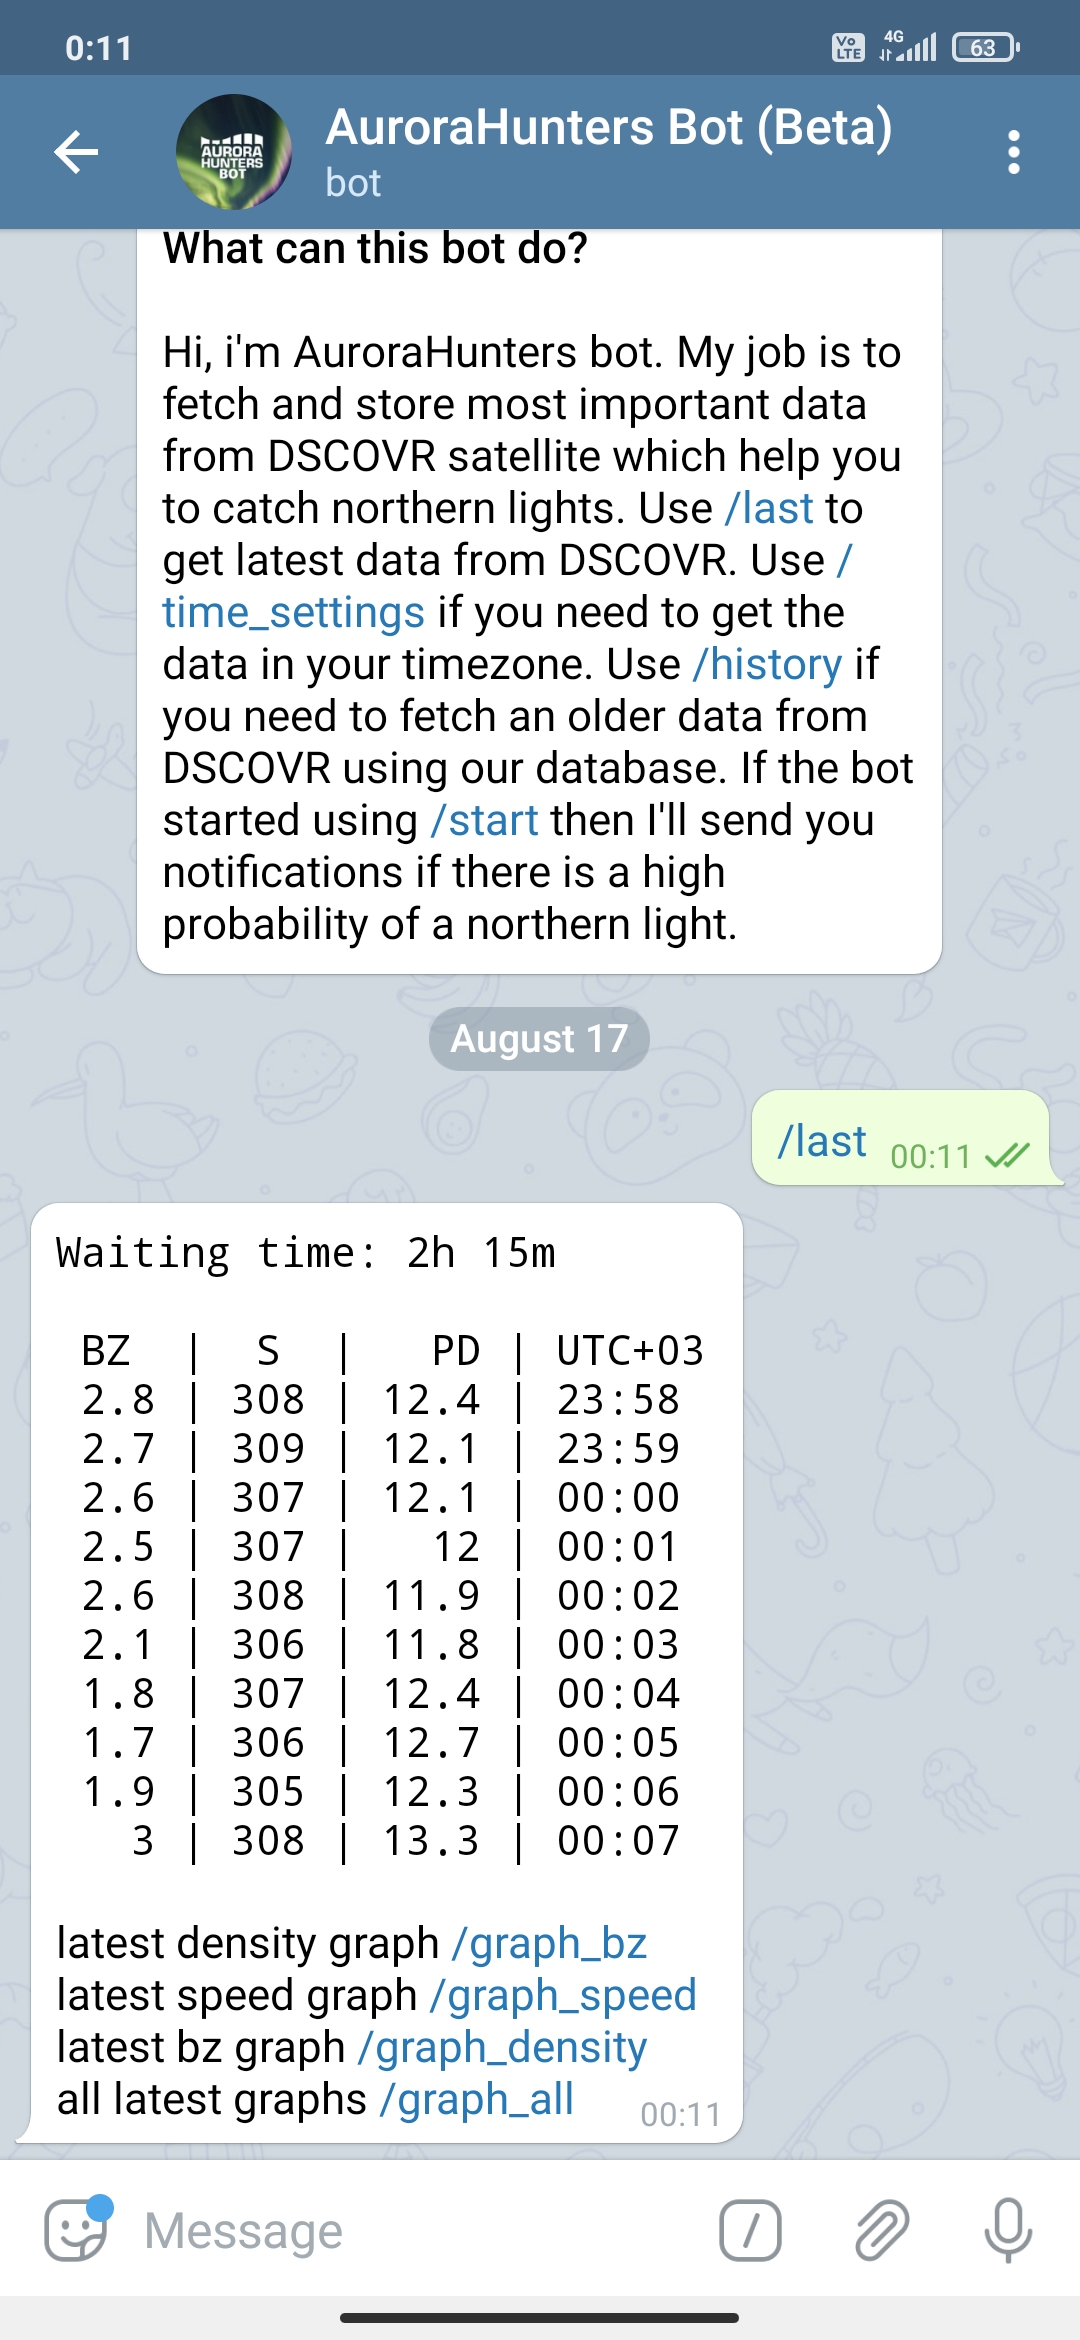 0:11
Vo LTE 4G 63
AURORA
HUNTERS
BOT
AuroraHunters Bot (Beta)
bot
What can this bot do?
Hi, i'm AuroraHunters bot. My job is to
fetch and store most important data
from DSCOVR satellite which help you
to catch northern lights. Use /last to
get latest data from DSCOVR. Use /
time_settings if you need to get the
data in your timezone. Use /history if
you need to fetch an older data from
DSCOVR using our database. If the bot
started using /start then I'll send you
notifications if there is a high
probability of a northern light.
August 17
/last 00:11
Waiting time: 2h 15m
BZ | S | PD | UTC+03
2.8 | 308 | 12.4 | 23:58
2.7 | 309 | 12.1 | 23:59
2.6 | 307 | 12.1 | 00:00
2.5 | 307 | 12 | 00:01
2.6 | 308 | 11.9 | 00:02
2.1 | 306 | 11.8 | 00:03
1.8 | 307 | 12.4 | 00:04
1.7 | 306 | 12.7 | 00:05
1.9 | 305 | 12.3 | 00:06
3 | 308 | 13.3 | 00:07
latest density graph /graph_bz
latest speed graph /graph_speed
latest bz graph /graph_density
all latest graphs /graph_all 00:11
Message